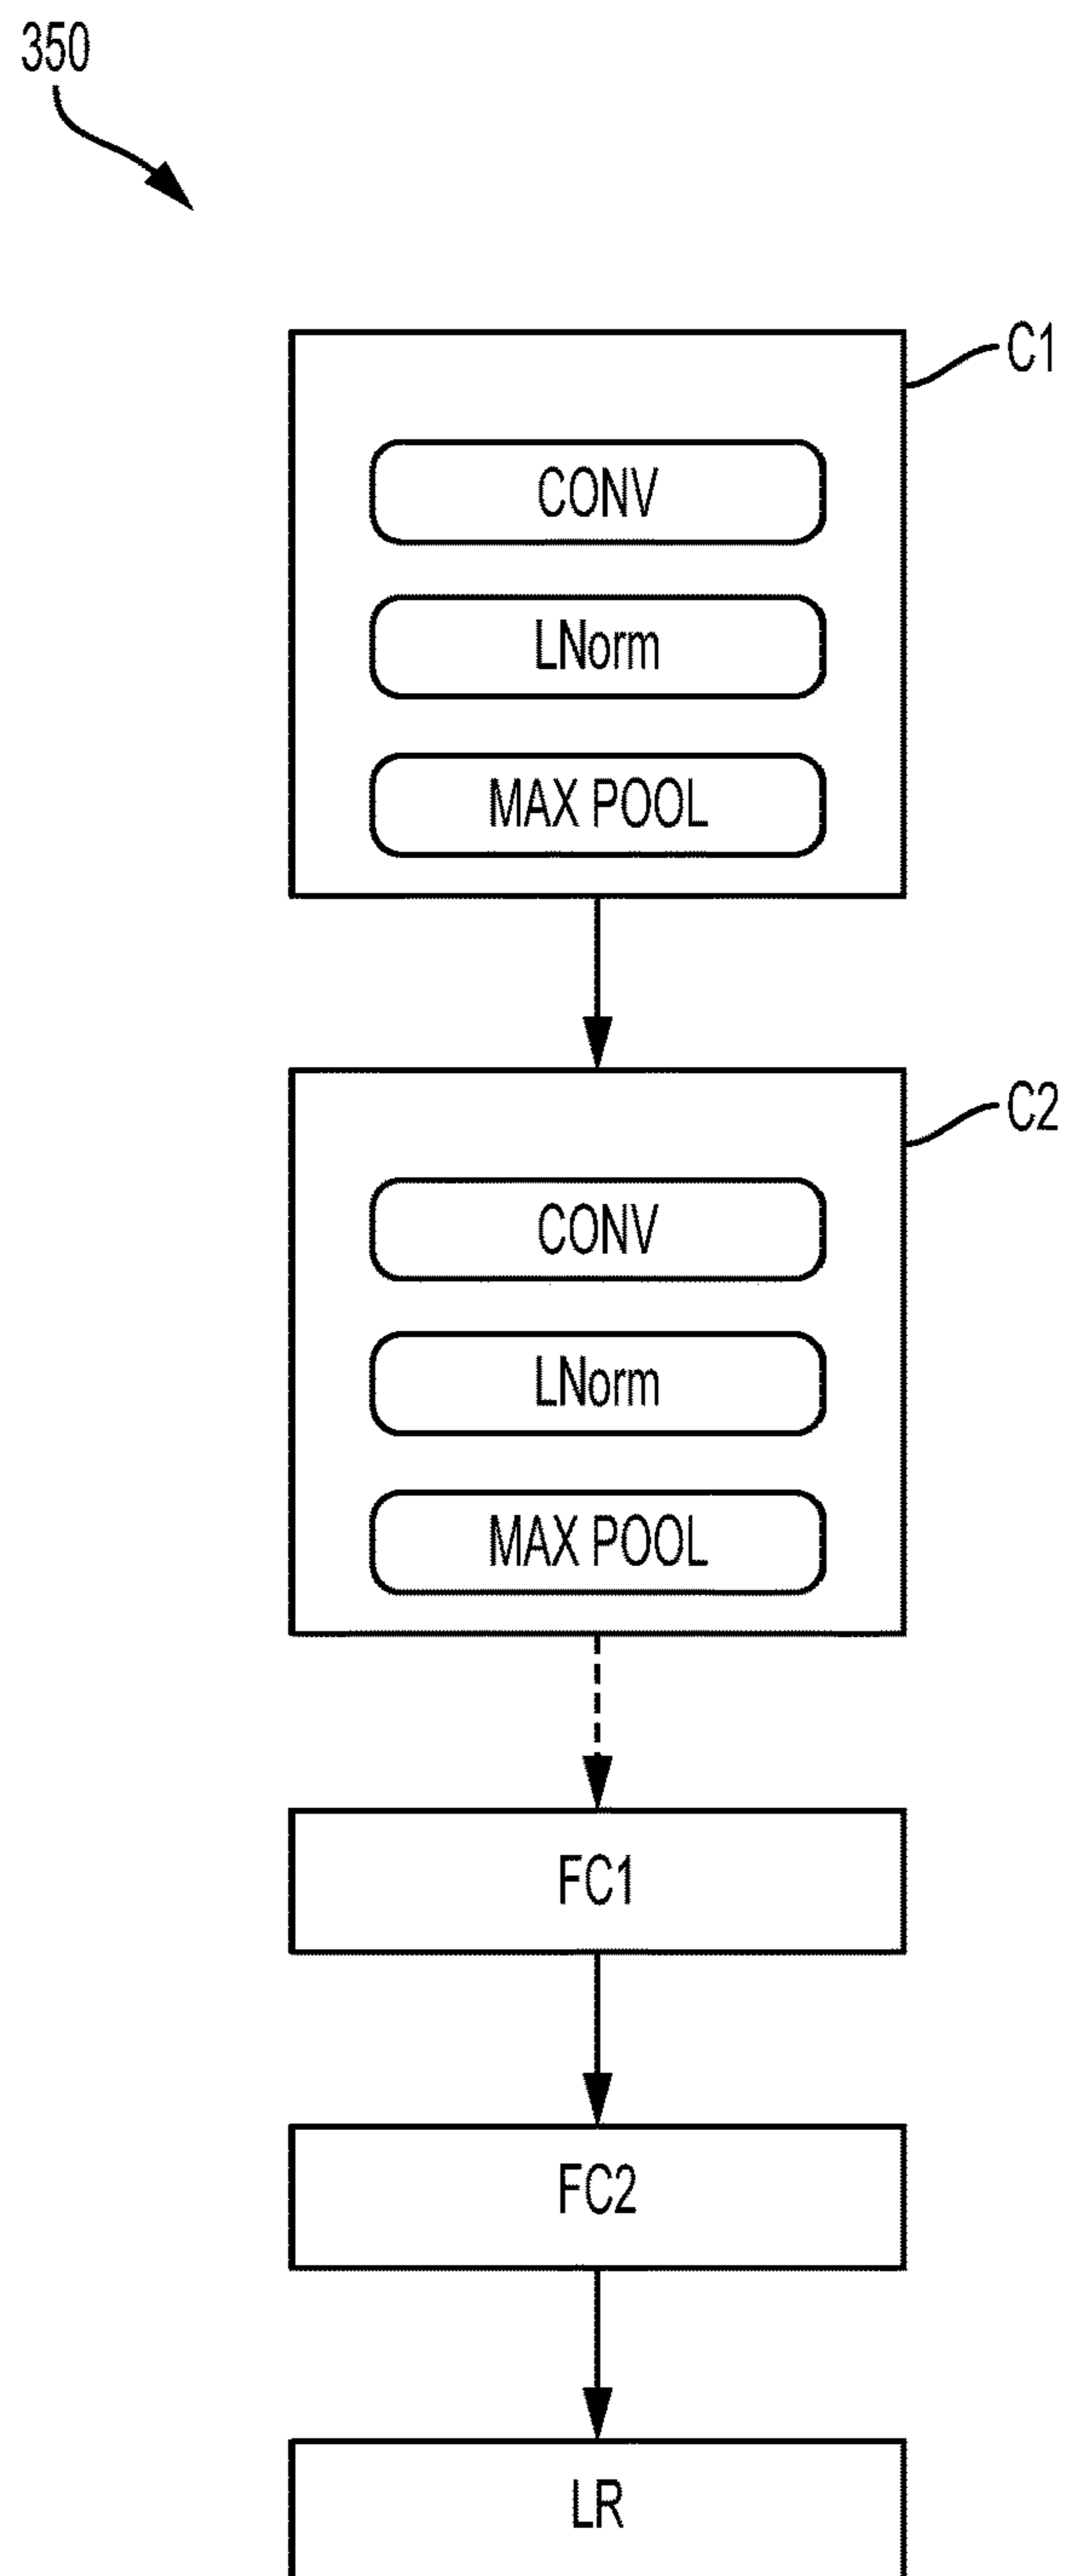 350
C1
CONV
LNorm
MAX POOL
C2
CONV
LNorm
MAX POOL
FC1
FC2
LR